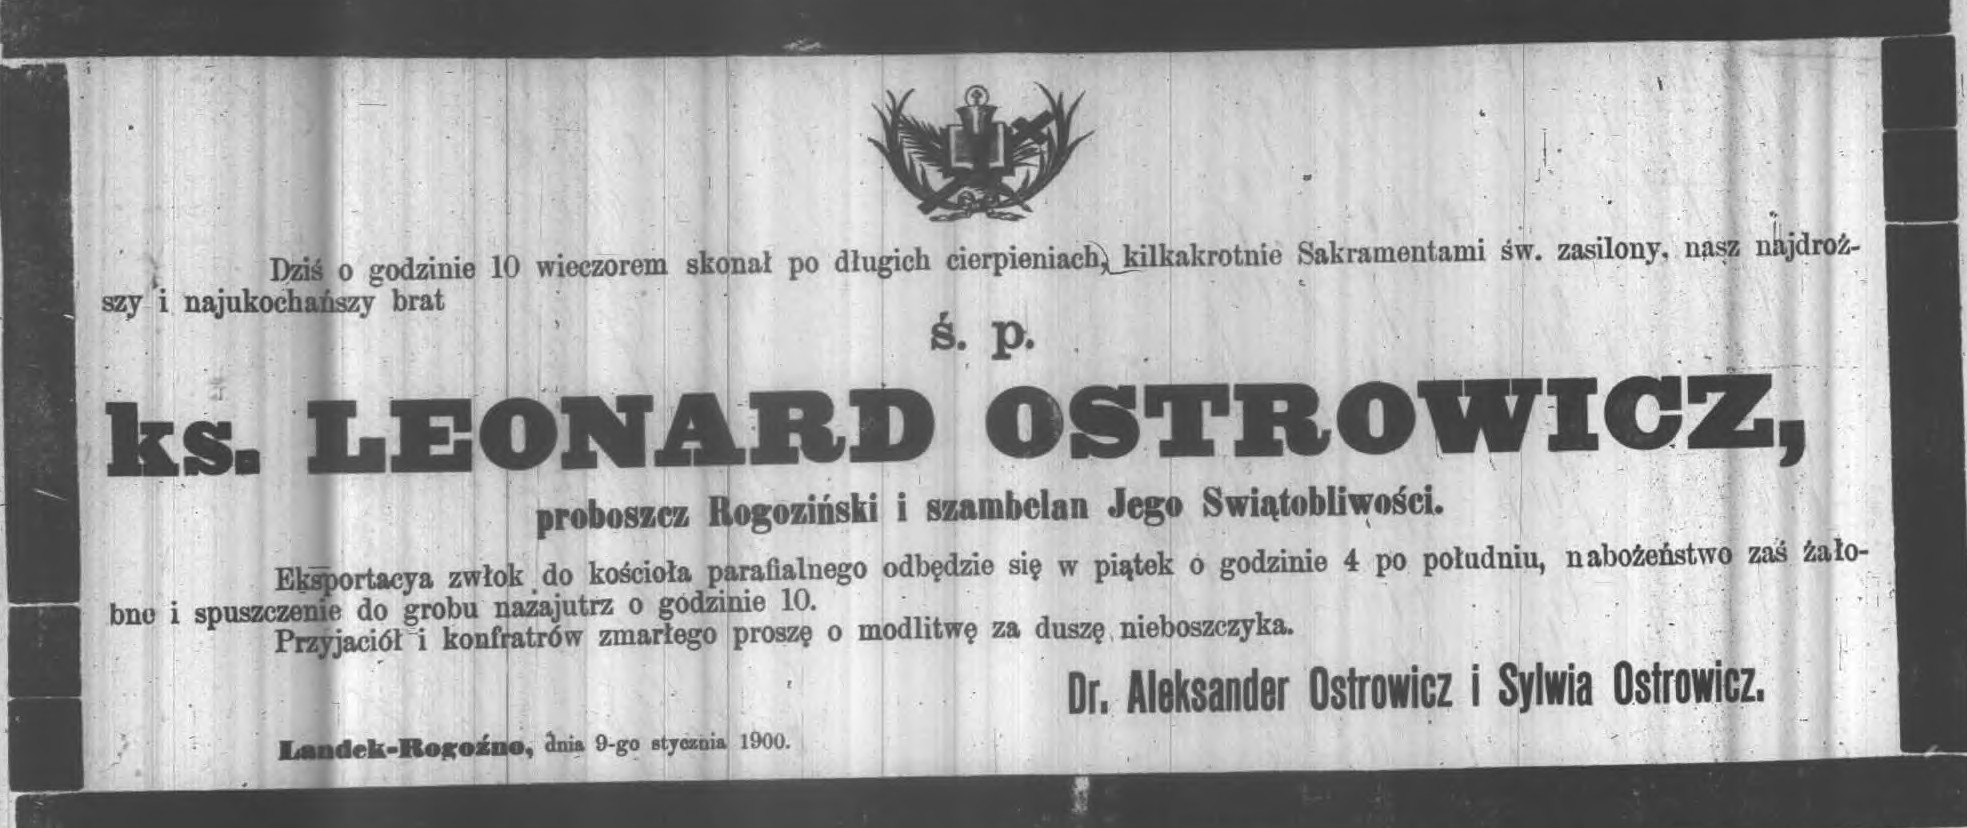 Dziś o godzinie 10 wieczorem skonał po długich cierpieniach, kilkakrotnie Sakramentami św. zasilony, nasz najdroż-
szy i najukochańszy brat
ś. p.
ks. LEONARD OSTROWICZ,
proboszcz Rogoziński i szambelan Jego Swiątobliwości.
Eksportacya zwłok do kościoła parafialnego odbędzie się w piątek o godzinie 4 po południu, nabożeństwo zaś żało-
bne i spuszczenie do grobu nazajutrz o godzinie 10.
Przyjaciół i konfratrów zmarłego proszę o modlitwę za duszę nieboszczyka.
Dr. Aleksander Ostrowicz i Sylwia Ostrowicz.
Landek-Rogoźno, dnia 9-go stycznia 1900.